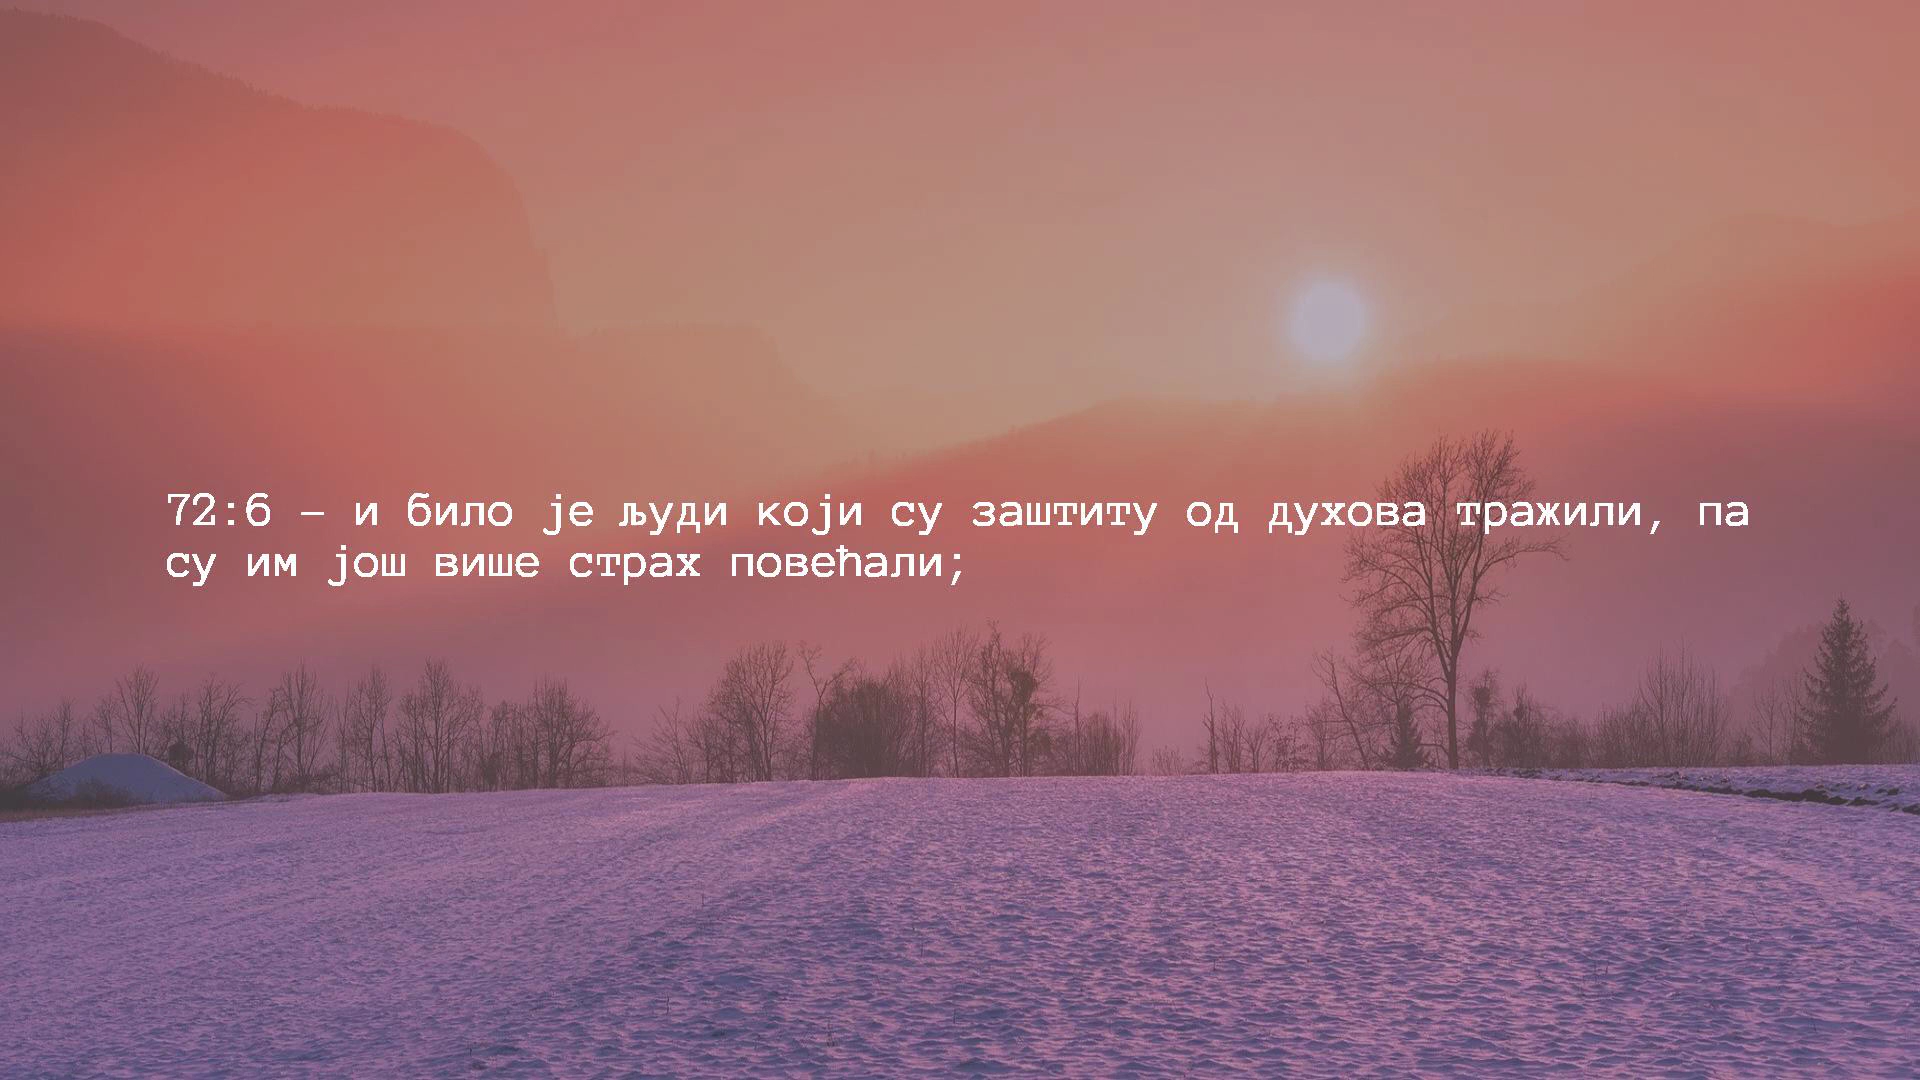 72:6 – и било је људи који су заштиту од духова тражили, па
су им још више страх повећали;